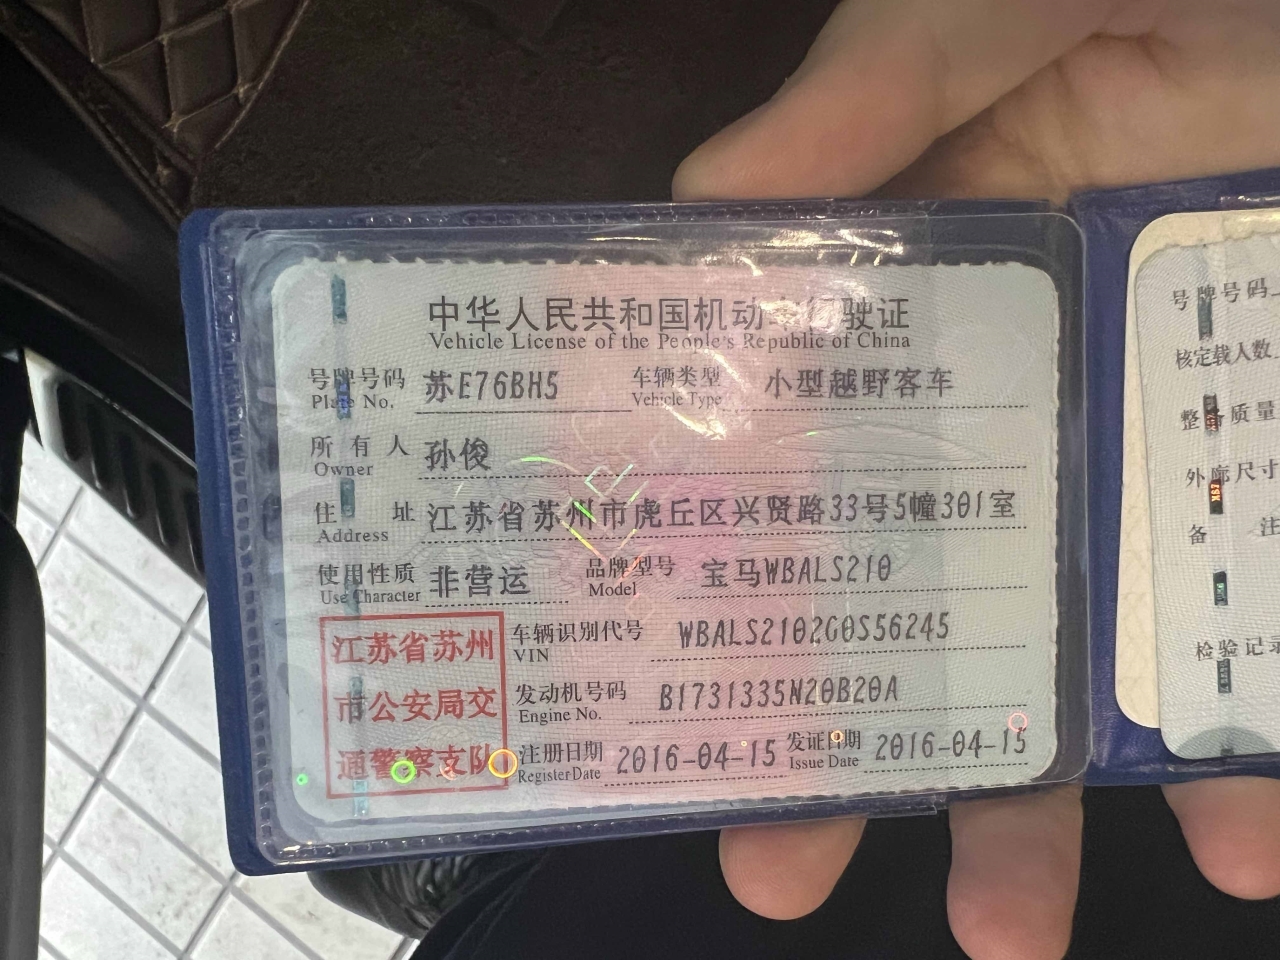 中华人民共和国机动车行驶证
Vehicle License of the People's Republic of China
号牌号码 苏E76BH5 车辆类型 小型越野客车
Plate No. Vehicle Type
所有人 孙俊
Owner
住址 江苏省苏州市虎丘区兴贤路33号5幢301室
Address
使用性质 非营运 品牌型号 宝马WBALS210
Use Character Model
江苏省苏州
市公安局交
通警察支队
车辆识别代号 WBALS2102G0S56245
VIN
发动机号码 B1731335N20B20A
Engine No.
注册日期 2016-04-15 发证日期 2016-04-15
Register Date Issue Date
号牌号码
核定载人数
整备质量
外廓尺寸
备注
检验记录